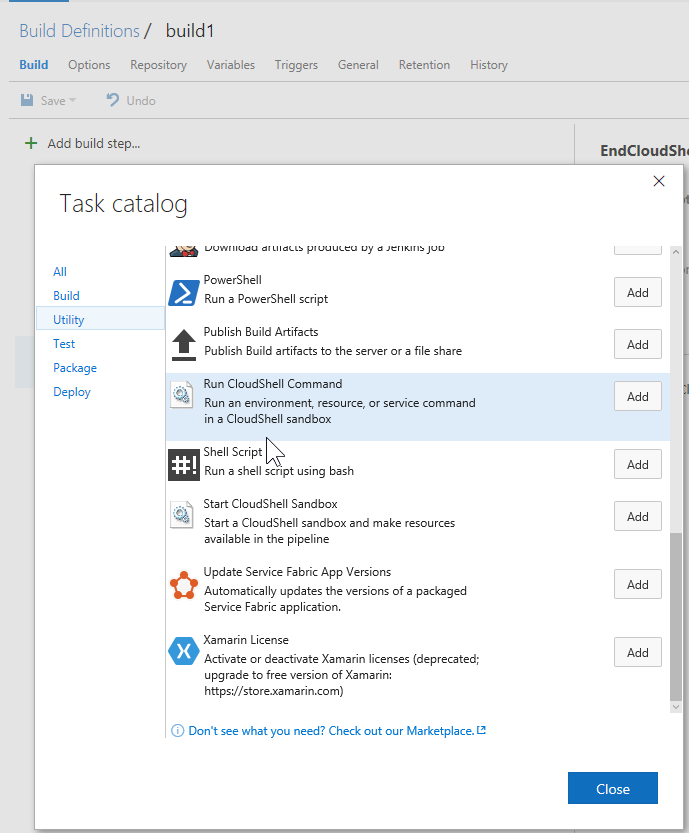 Build Definitions / build1
Build Options Repository Variables Triggers General Retention History
Save Undo
Add build step...
EndCloudShe
Task catalog
All
Build
Utility
Test
Package
Deploy
Download artifacts produced by a Jenkins job
PowerShell
Run a PowerShell script
Add
Publish Build Artifacts
Publish Build artifacts to the server or a file share
Add
Run CloudShell Command
Run an environment, resource, or service command
in a CloudShell sandbox
Add
#!
Shell Script
Run a shell script using bash
Add
Start CloudShell Sandbox
Start a CloudShell sandbox and make resources
available in the pipeline
Add
Update Service Fabric App Versions
Automatically updates the versions of a packaged
Service Fabric application.
Add
Xamarin License
Activate or deactivate Xamarin licenses (deprecated;
upgrade to free version of Xamarin:
https://store.xamarin.com)
Add
Don't see what you need? Check out our Marketplace.
Close